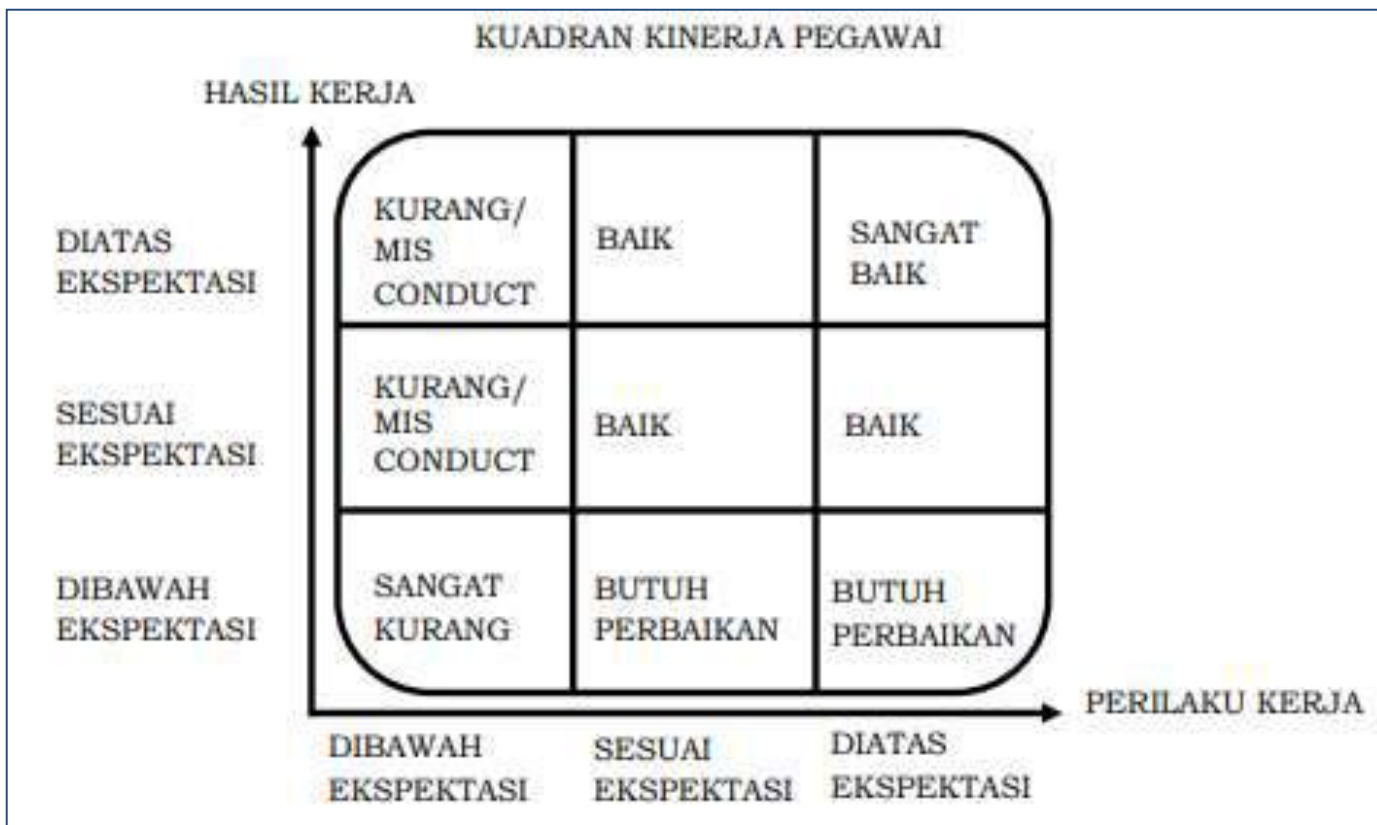 KUADRAN KINERJA PEGAWAI
HASIL KERJA
DIATAS
EKSPEKTASI
KURANG/
MIS
CONDUCT
BAIK
SANGAT
BAIK
SESUAI
EKSPEKTASI
KURANG/
MIS
CONDUCT
BAIK
BAIK
DIBAWAH
EKSPEKTASI
SANGAT
KURANG
BUTUH
PERBAIKAN
BUTUH
PERBAIKAN
PERILAKU KERJA
DIBAWAH
EKSPEKTASI
SESUAI
EKSPEKTASI
DIATAS
EKSPEKTASI